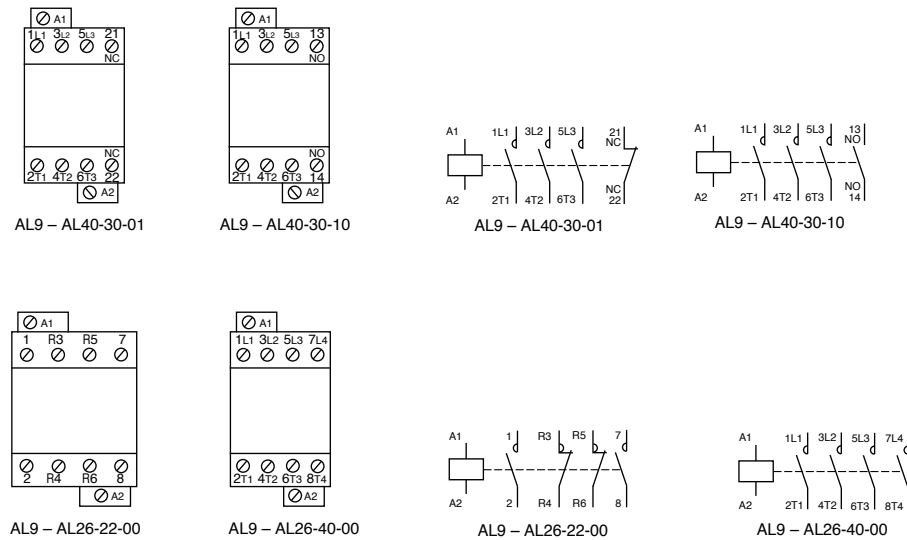 A1
1L1 3L2 5L3 21
NC
NC
2T1 4T2 6T3 22
A2
AL9 – AL40-30-01
A1
1L1 3L2 5L3 13
NO
NO
2T1 4T2 6T3 14
A2
AL9 – AL40-30-10
A1 1L1 3L2 5L3 21
NC
NC
A2 2T1 4T2 6T3 22
AL9 – AL40-30-01
A1 1L1 3L2 5L3 13
NO
NO
A2 2T1 4T2 6T3 14
AL9 – AL40-30-10
A1
1 R3 R5 7
2 R4 R6 8
A2
AL9 – AL26-22-00
A1
1L1 3L2 5L3 7L4
2T1 4T2 6T3 8T4
A2
AL9 – AL26-40-00
A1 1 R3 R5 7
A2 2 R4 R6 8
AL9 – AL26-22-00
A1 1L1 3L2 5L3 7L4
A2 2T1 4T2 6T3 8T4
AL9 – AL26-40-00